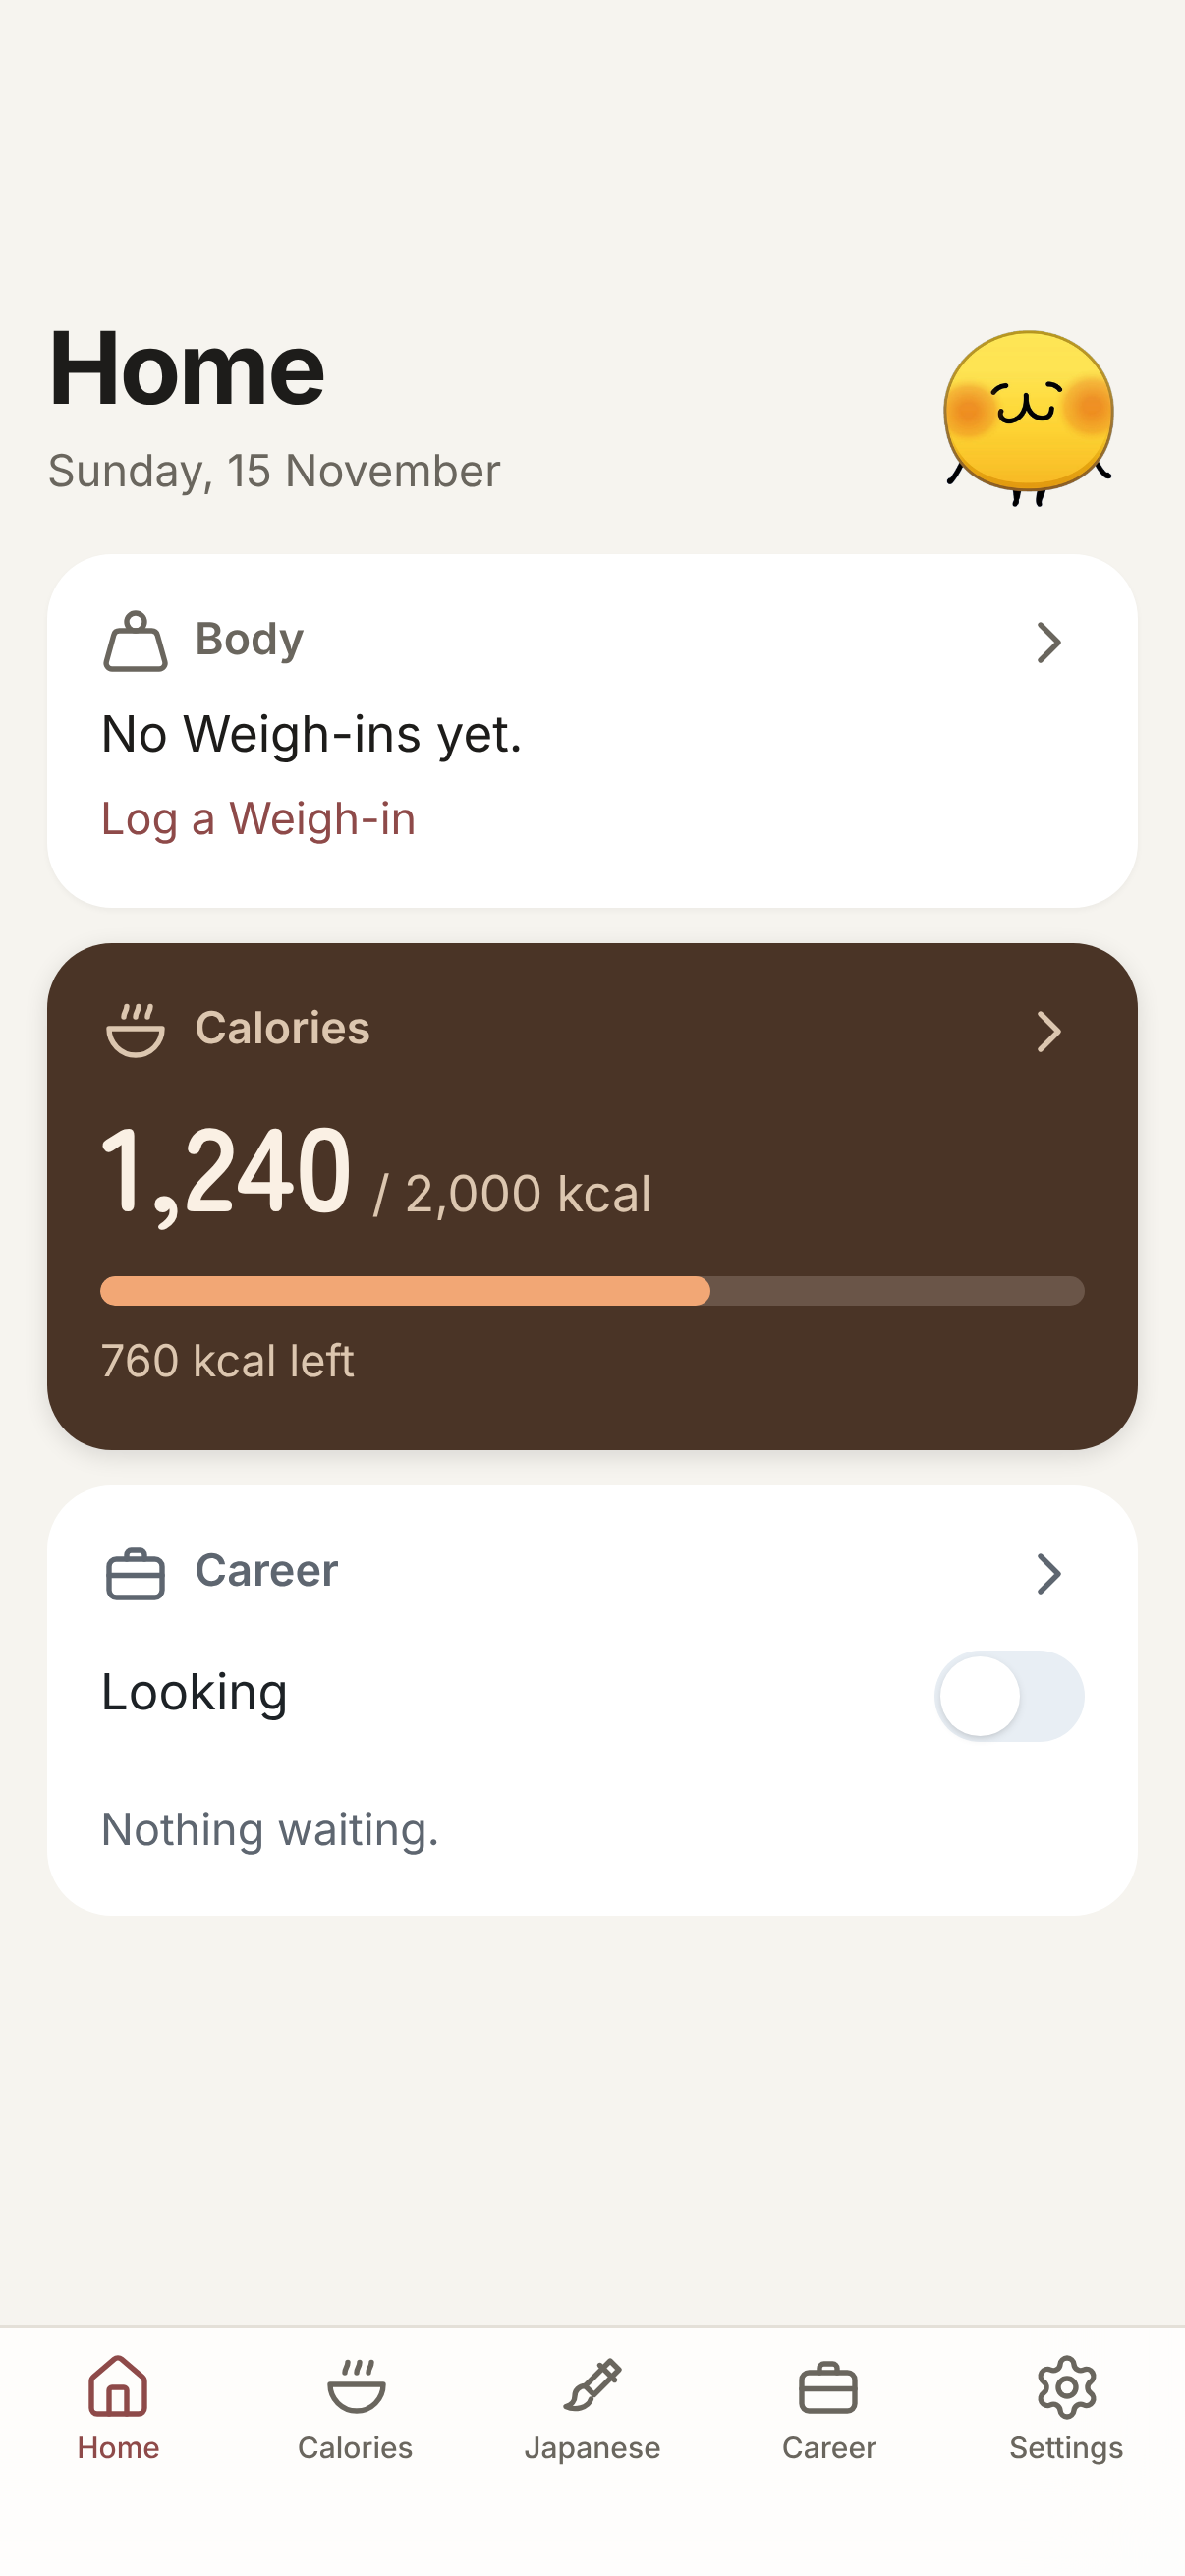 Home
Sunday, 15 November
Body
No Weigh-ins yet.
Log a Weigh-in
Calories
1,240 / 2,000 kcal
760 kcal left
Career
Looking
Nothing waiting.
Home
Calories
Japanese
Career
Settings